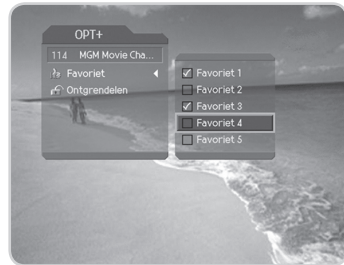 OPT+
114 MGM Movie Cha...
Favoriet
Ontgrendelen
Favoriet 1
Favoriet 2
Favoriet 3
Favoriet 4
Favoriet 5